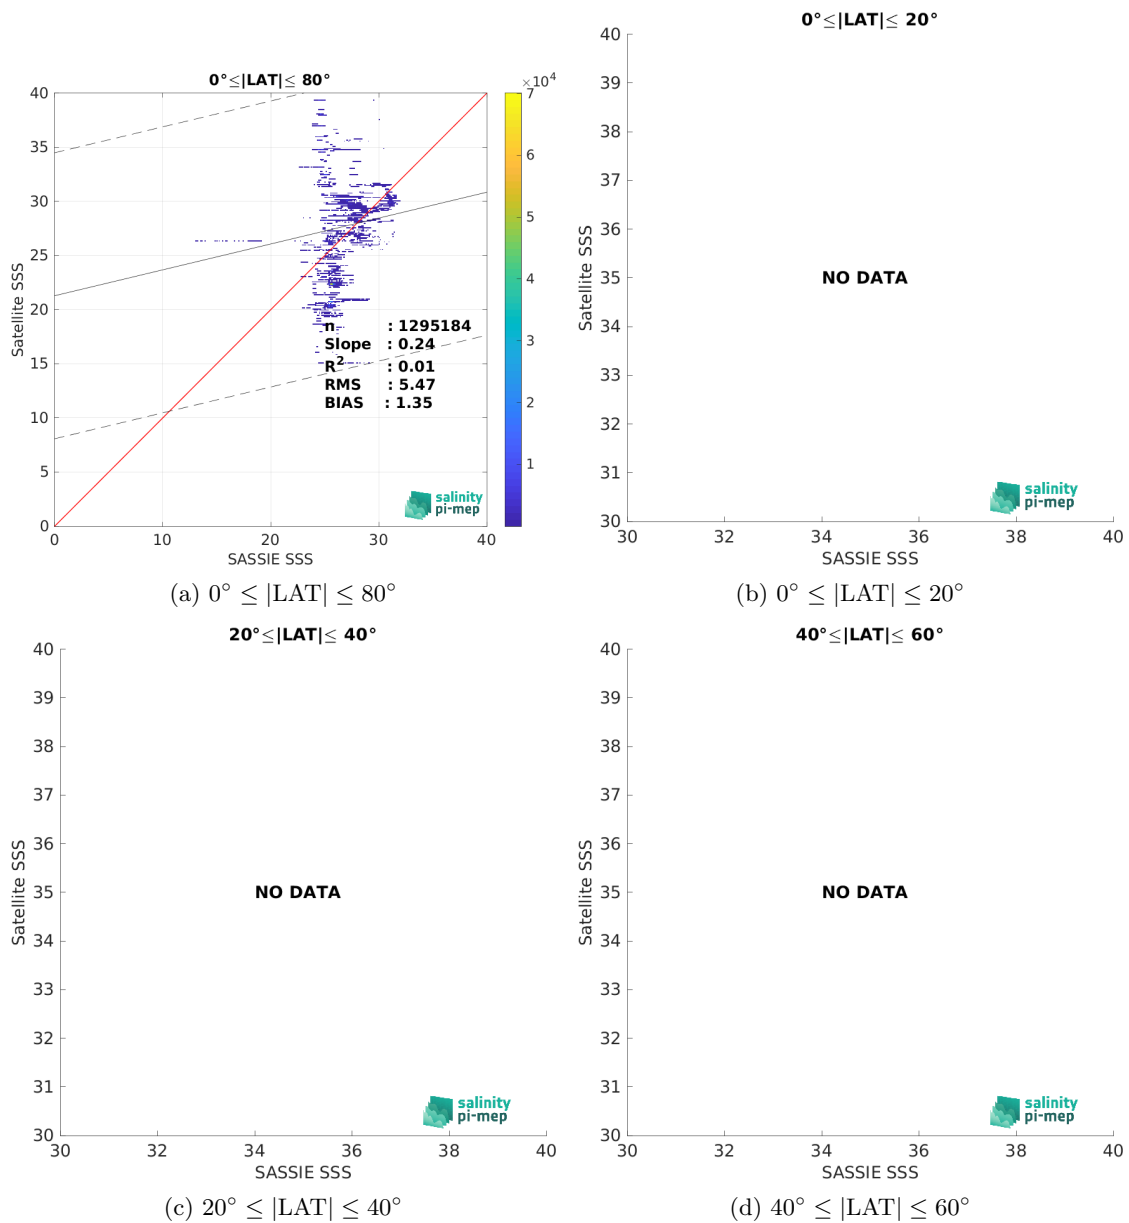 0°≤|LAT|≤ 80°
×10⁴
40
35
30
25
20
15
10
5
0
Satellite SSS
n : 1295184
Slope : 0.24
R² : 0.01
RMS : 5.47
BIAS : 1.35
salinity
pi-mep
0 10 20 30 40
SASSIE SSS
7
6
5
4
3
2
1
(a) 0° ≤ |LAT| ≤ 80°
0°≤|LAT|≤ 20°
40
39
38
37
36
35
34
33
32
31
30
Satellite SSS
NO DATA
salinity
pi-mep
30 32 34 36 38 40
SASSIE SSS
(b) 0° ≤ |LAT| ≤ 20°
20°≤|LAT|≤ 40°
40
39
38
37
36
35
34
33
32
31
30
Satellite SSS
NO DATA
salinity
pi-mep
30 32 34 36 38 40
SASSIE SSS
(c) 20° ≤ |LAT| ≤ 40°
40°≤|LAT|≤ 60°
40
39
38
37
36
35
34
33
32
31
30
Satellite SSS
NO DATA
salinity
pi-mep
30 32 34 36 38 40
SASSIE SSS
(d) 40° ≤ |LAT| ≤ 60°